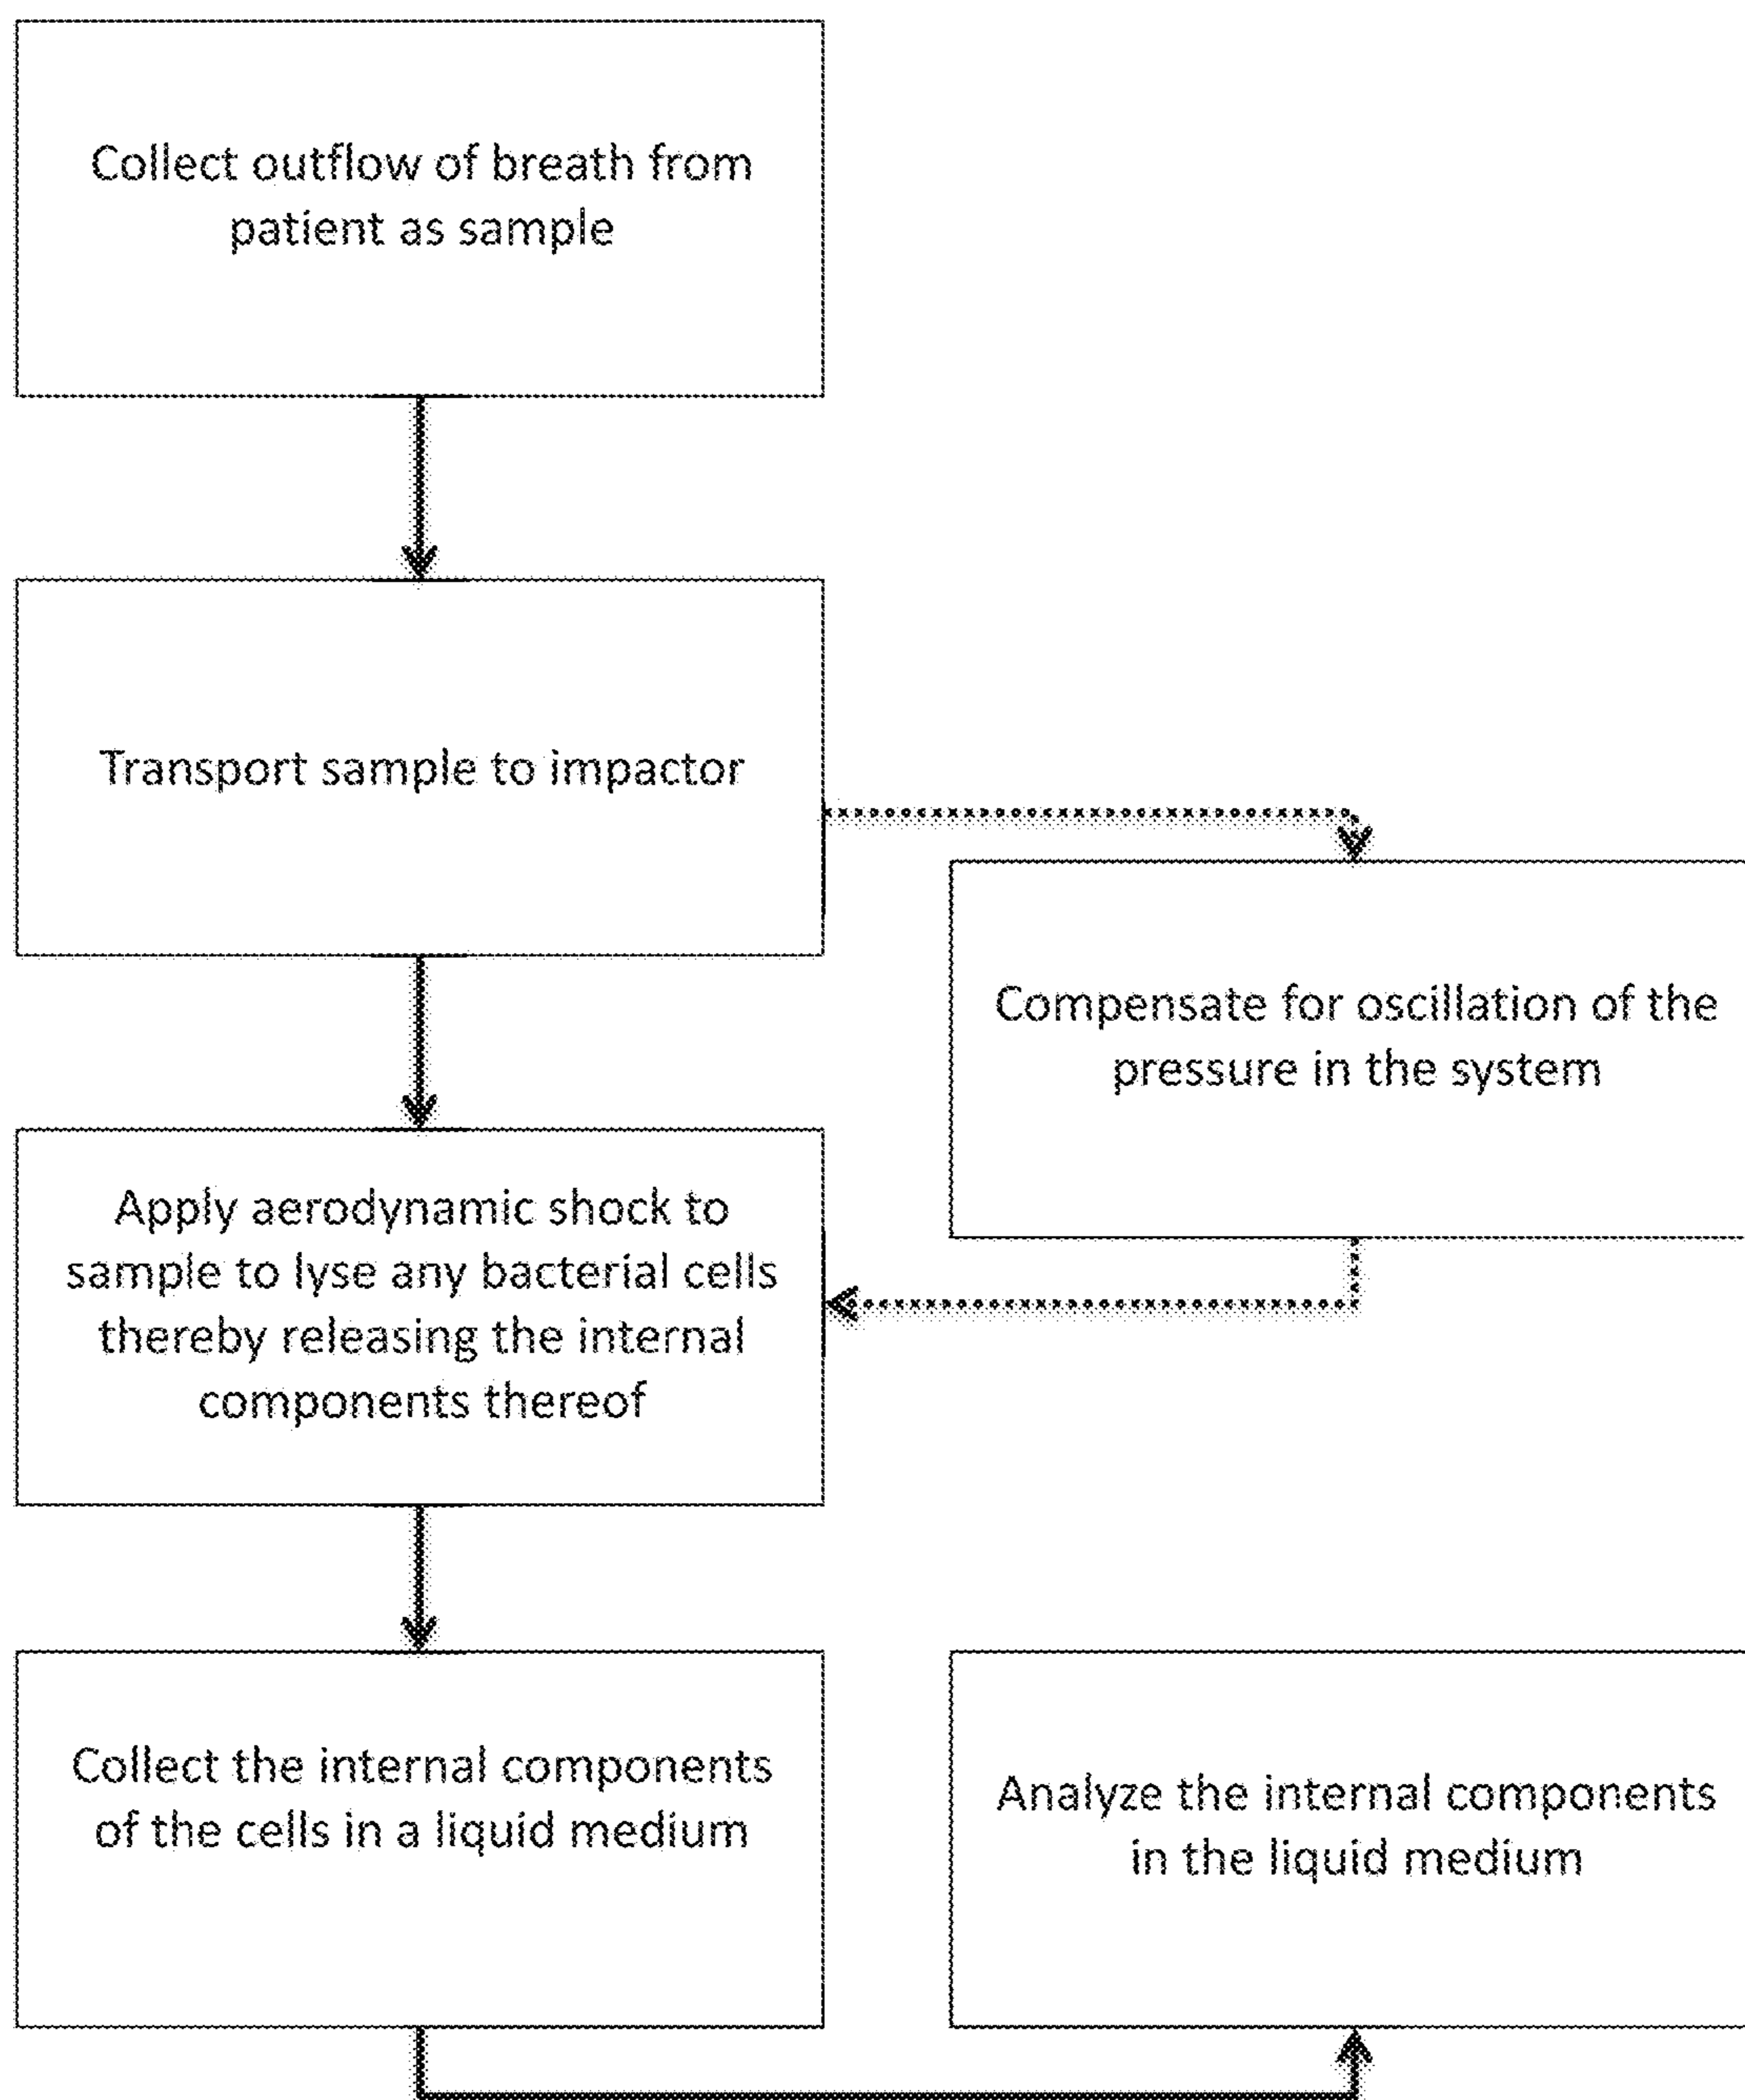 Collect outflow of breath from
patient as sample
Transport sample to impactor
Compensate for oscillation of the
pressure in the system
Apply aerodynamic shock to
sample to lyse any bacterial cells
thereby releasing the internal
components thereof
Collect the internal components
of the cells in a liquid medium
Analyze the internal components
in the liquid medium